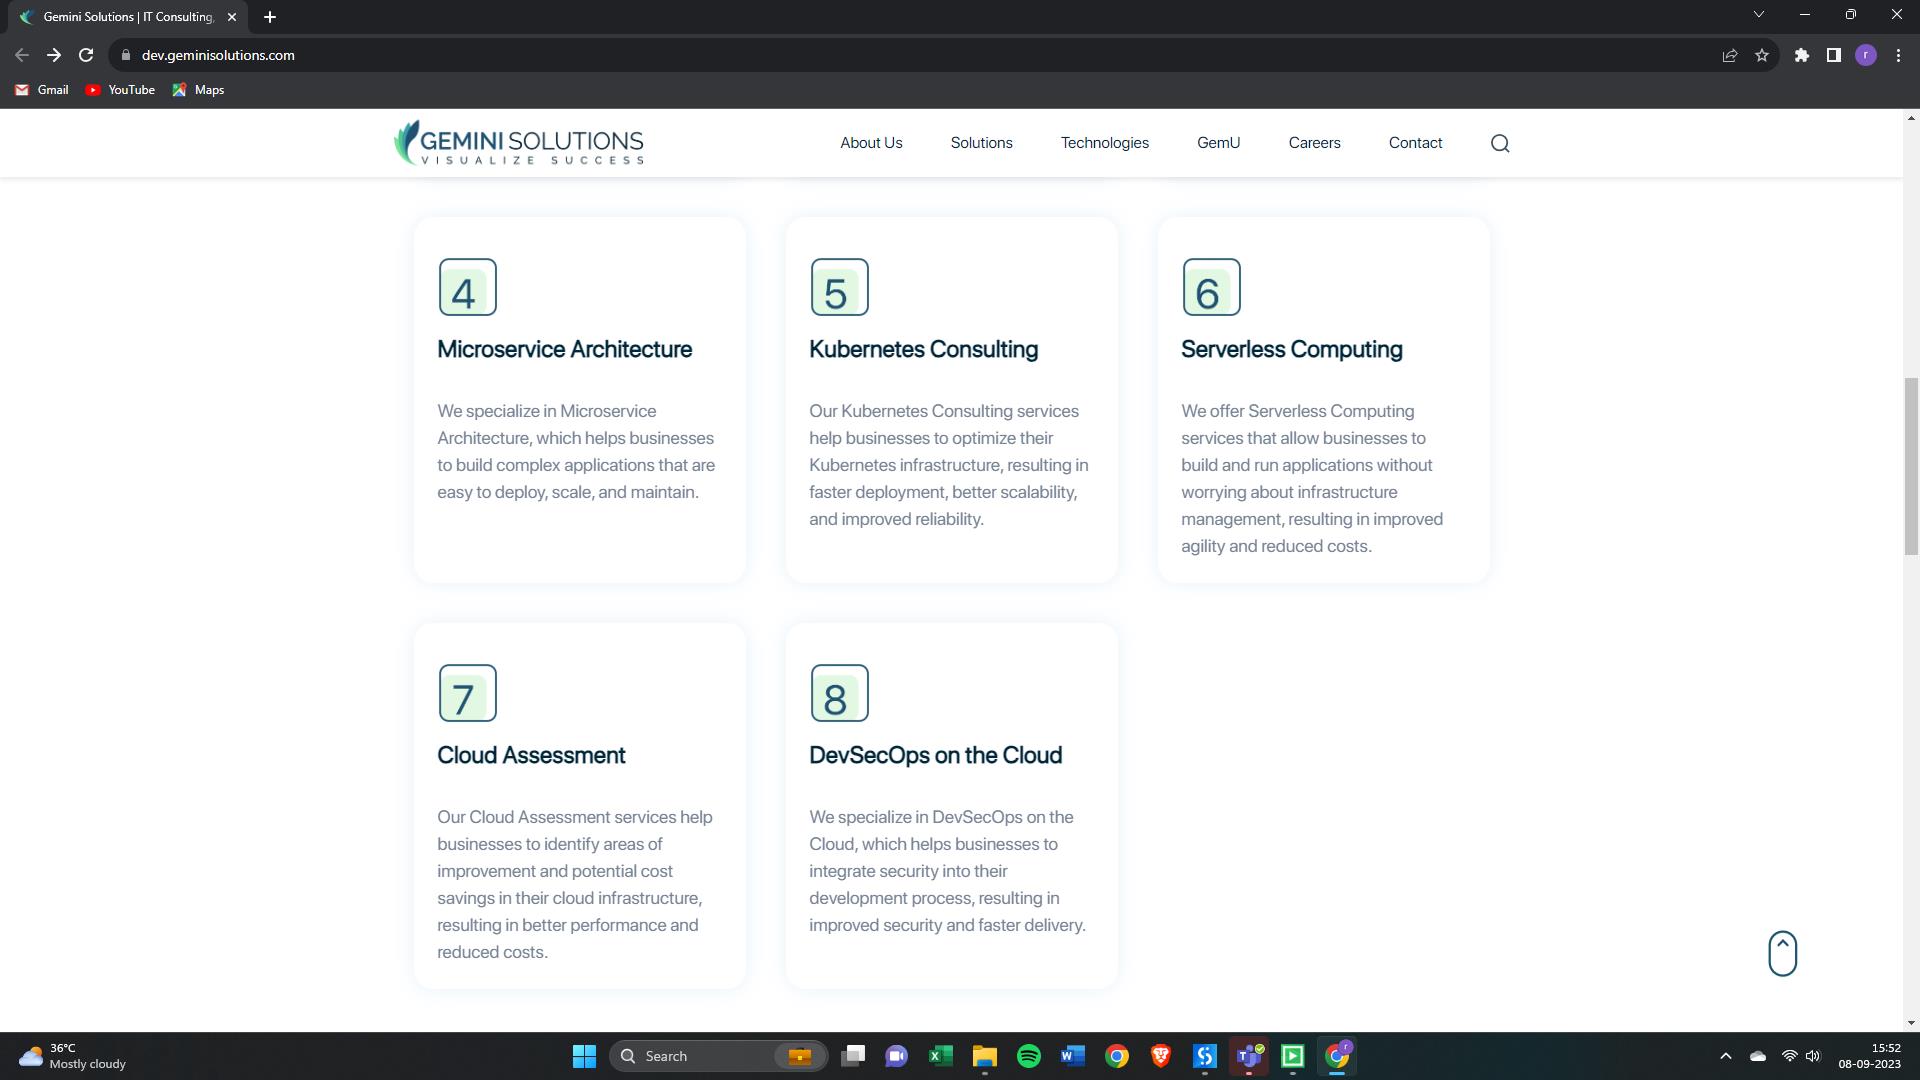 Gemini Solutions | IT Consulting,
dev.geminisolutions.com
r
Gmail
YouTube
Maps
GEMINI SOLUTIONS
VISUALIZE SUCCESS
About Us
Solutions
Technologies
GemU
Careers
Contact
4
Microservice Architecture
We specialize in Microservice
Architecture, which helps businesses
to build complex applications that are
easy to deploy, scale, and maintain.
5
Kubernetes Consulting
Our Kubernetes Consulting services
help businesses to optimize their
Kubernetes infrastructure, resulting in
faster deployment, better scalability,
and improved reliability.
6
Serverless Computing
We offer Serverless Computing
services that allow businesses to
build and run applications without
worrying about infrastructure
management, resulting in improved
agility and reduced costs.
7
Cloud Assessment
Our Cloud Assessment services help
businesses to identify areas of
improvement and potential cost
savings in their cloud infrastructure,
resulting in better performance and
reduced costs.
8
DevSecOps on the Cloud
We specialize in DevSecOps on the
Cloud, which helps businesses to
integrate security into their
development process, resulting in
improved security and faster delivery.
36°C
Mostly cloudy
Search
15:52
08-09-2023